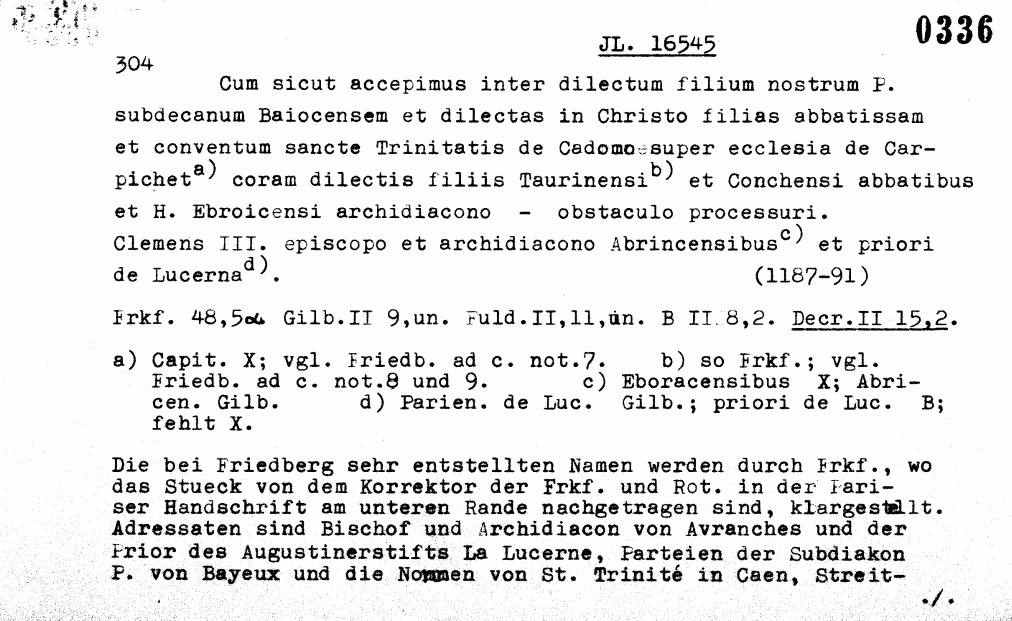 0336
JL. 16545
304
Cum sicut accepimus inter dilectum filium nostrum P.
subdecanum Baiocensem et dilectas in Christo filias abbatissam
et conventum sancte Trinitatis de Cadomo super ecclesia de Car-
pichet a) coram dilectis filiis Taurinensi b) et Conchensi abbatibus
et H. Ebroicensi archidiacono - obstaculo processuri.
Clemens III. episcopo et archidiacono Abrincensibus c) et priori
de Lucerna d). (1187-91)
Frkf. 48,5α Gilb.II 9,un. Fuld.II,11,un. B II 8,2. Decr.II 15,2.
a) Capit. X; vgl. Friedb. ad c. not.7. b) so Frkf.; vgl.
Friedb. ad c. not.8 und 9. c) Eboracensibus X; Abri-
cen. Gilb. d) Parien. de Luc. Gilb.; priori de Luc. B;
fehlt X.
Die bei Friedberg sehr entstellten Namen werden durch Frkf., wo
das Stueck von dem Korrektor der Frkf. und Rot. in der Pari-
ser Handschrift am unteren Rande nachgetragen sind, klargestellt.
Adressaten sind Bischof und Archidiacon von Avranches und der
Prior des Augustinerstifts La Lucerne, Parteien der Subdiakon
P. von Bayeux und die Nonnen von St. Trinité in Caen, Streit-
./.